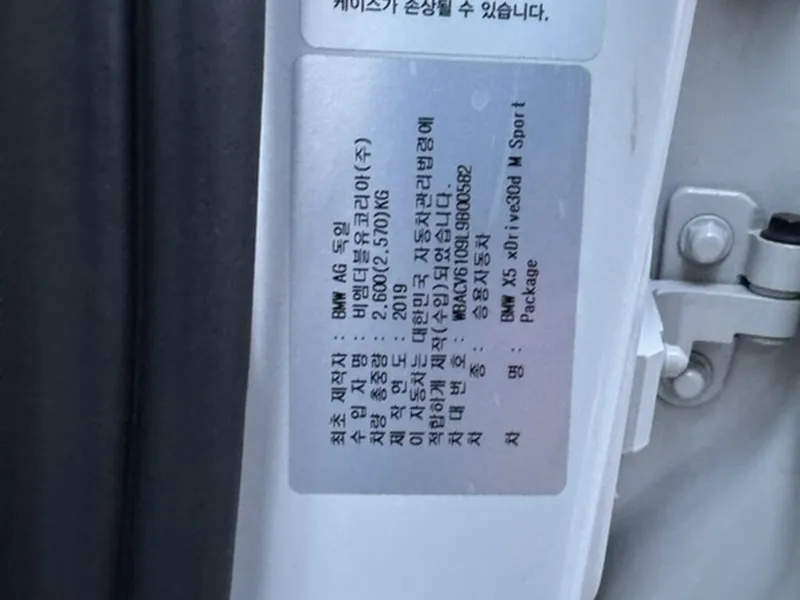 케이스가 손상될 수 있습니다.
최초 제작자 : BMW AG 독일
수입 자 명 : 비엠더블유코리아(주)
차량 총중량 : 2,600(2,570)KG
제 작 연 도 : 2019
이 자동차는 대한민국 자동차관리법령에
적합하게 제작(수입)되었습니다.
차 대 번 호 : WBACV6109L9B00582
차 종 : 승용자동차
차 명 : BMW X5 xDrive30d M Sport
Package